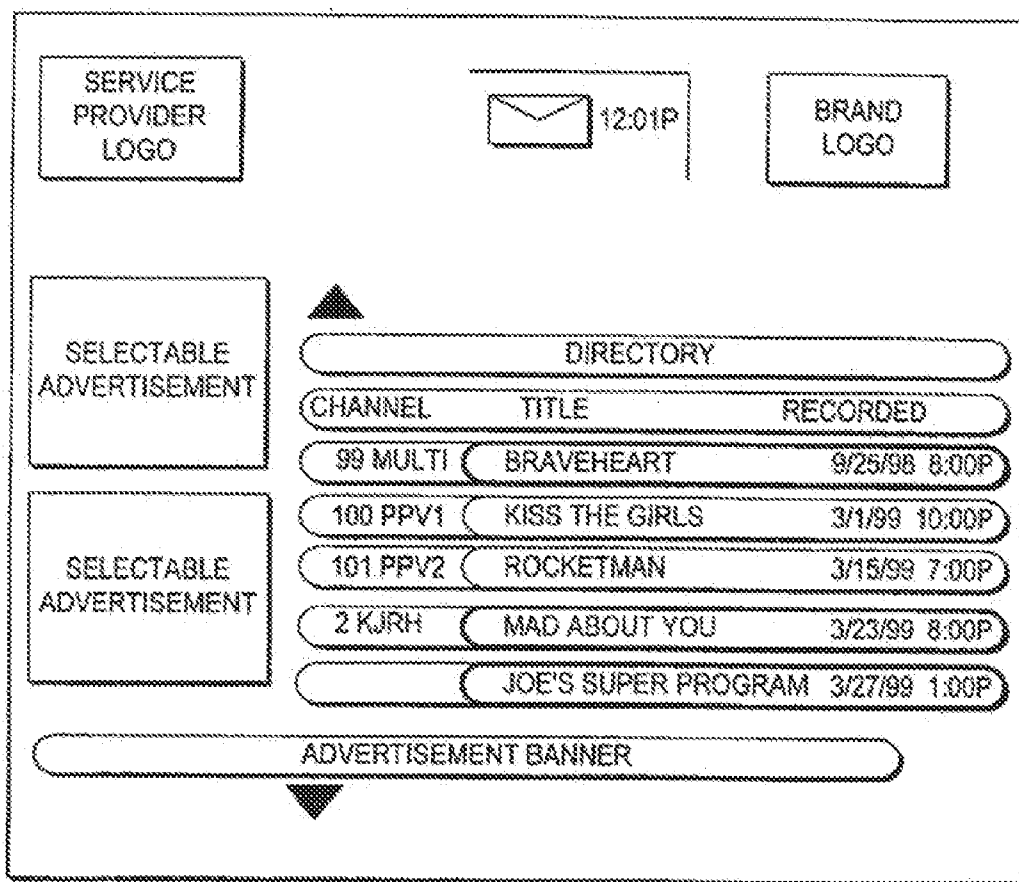 SERVICE
PROVIDER
LOGO
12:01P
BRAND
LOGO
SELECTABLE
ADVERTISEMENT
SELECTABLE
ADVERTISEMENT
DIRECTORY
CHANNEL TITLE RECORDED
99 MULTI BRAVEHEART 9/25/98 8:00P
100 PPV1 KISS THE GIRLS 3/1/99 10:00P
101 PPV2 ROCKETMAN 3/15/99 7:00P
2 KJRH MAD ABOUT YOU 3/23/99 8:00P
JOE'S SUPER PROGRAM 3/27/99 1:00P
ADVERTISEMENT BANNER